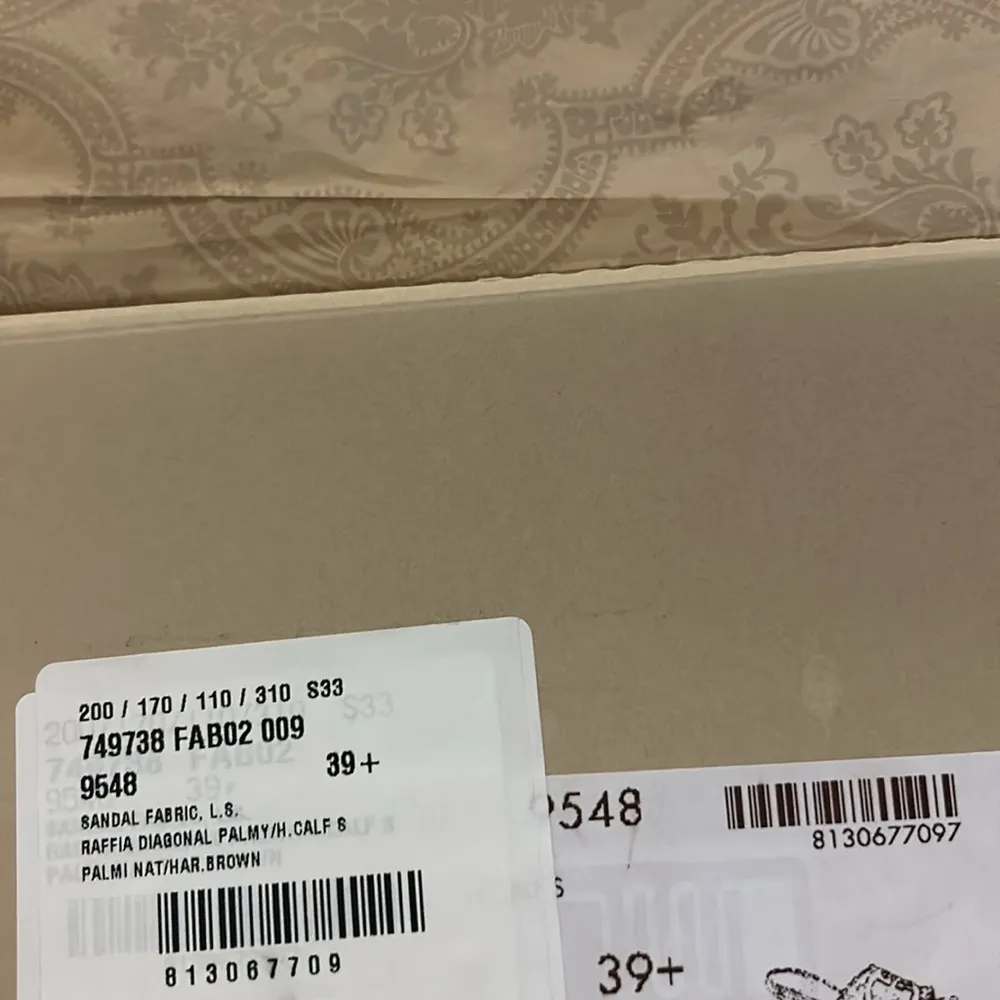 200 / 170 / 110 / 310 S33
749738 FAB02 009
9548 39+
SANDAL FABRIC, L.S.
RAFFIA DIAGONAL PALMY/H.CALF S
PALMI NAT/HAR.BROWN
813067709
9548
8130677097
S
39+